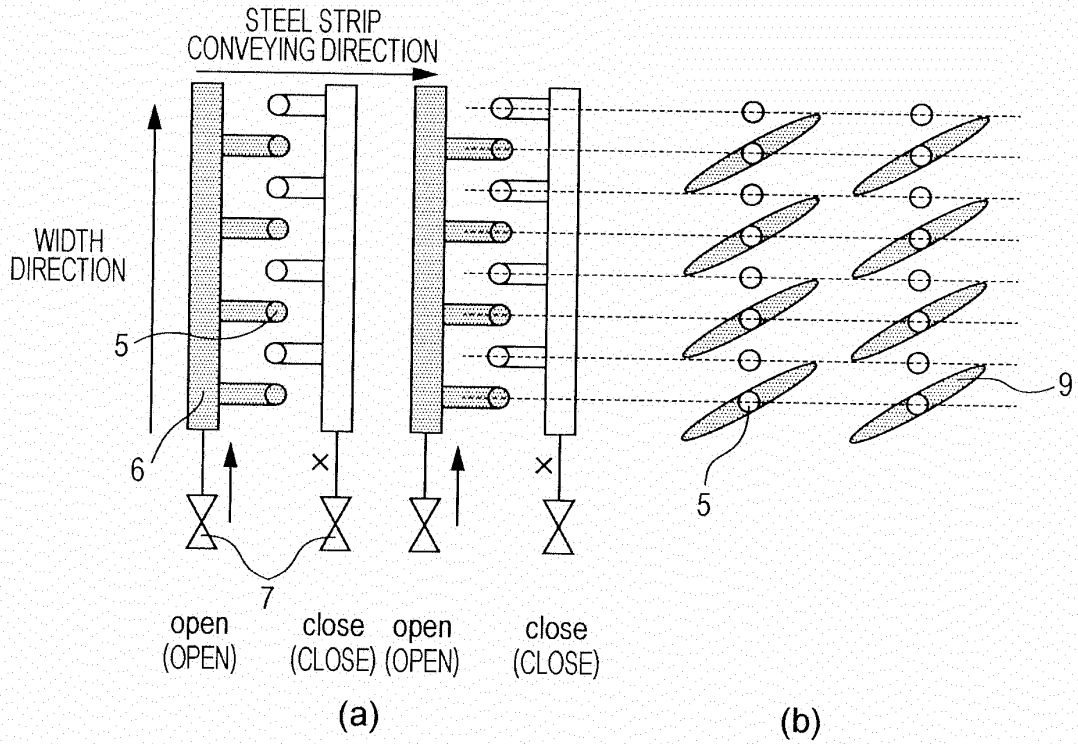 STEEL STRIP
CONVEYING DIRECTION
WIDTH
DIRECTION
5
6
9
5
7
open close open close
(OPEN) (CLOSE) (OPEN) (CLOSE)
(a) (b)